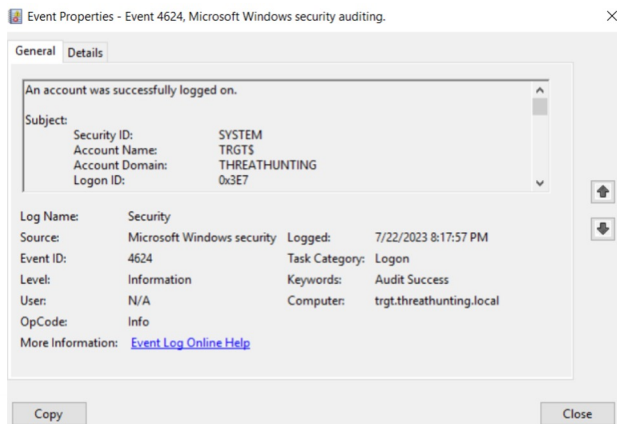 Event Properties - Event 4624, Microsoft Windows security auditing.
General Details
An account was successfully logged on.
Subject:
Security ID: SYSTEM
Account Name: TRGT$
Account Domain: THREATHUNTING
Logon ID: 0x3E7
Log Name: Security
Source: Microsoft Windows security Logged: 7/22/2023 8:17:57 PM
Event ID: 4624 Task Category: Logon
Level: Information Keywords: Audit Success
User: N/A Computer: trgt.threathunting.local
OpCode: Info
More Information: Event Log Online Help
Copy Close